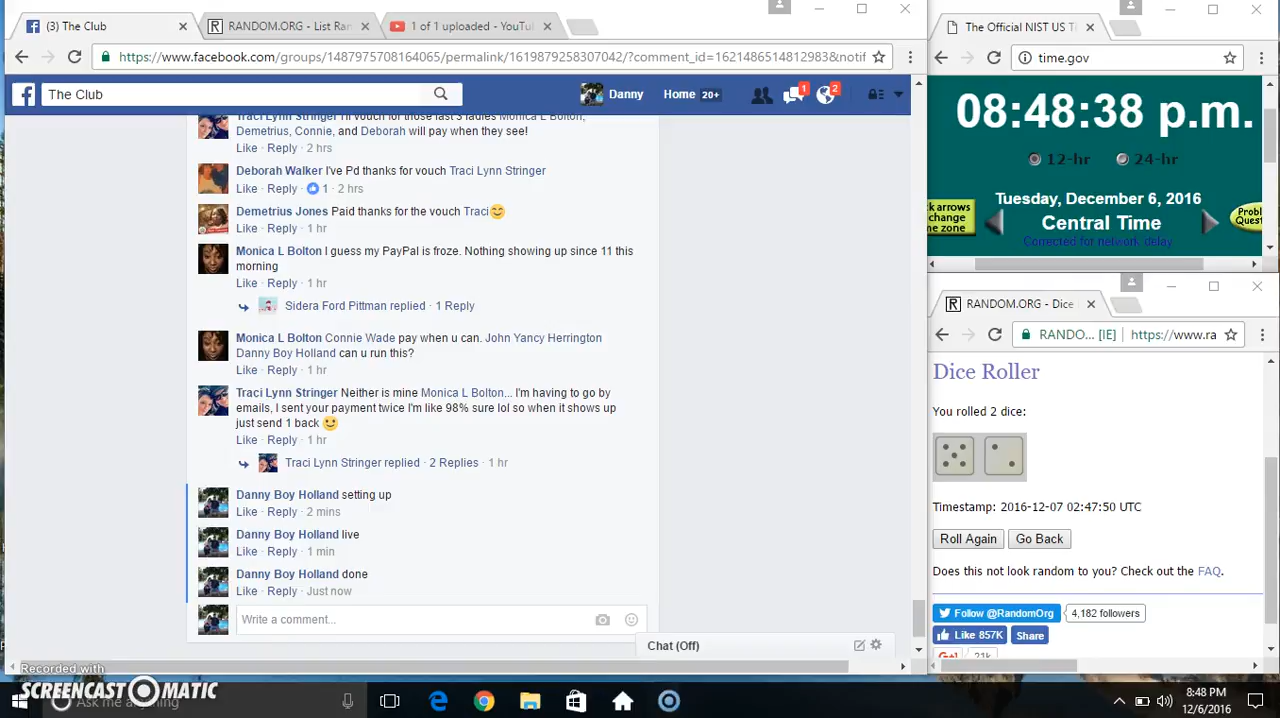 (3) The Club
RANDOM.ORG - List Ran
1 of 1 uploaded - YouTu
https://www.facebook.com/groups/1487975708164065/permalink/1619879258307042/?comment_id=1621486514812983&notif
The Club
Danny
Home 20+
1
2
Traci Lynn Stringer I'll vouch for those last 3 ladies Monica L Bolton,
Demetrius, Connie, and Deborah will pay when they see!
Like · Reply · 2 hrs
Deborah Walker I've Pd thanks for vouch Traci Lynn Stringer
Like · Reply · 1 · 2 hrs
Demetrius Jones Paid thanks for the vouch Traci
Like · Reply · 1 hr
Monica L Bolton I guess my PayPal is froze. Nothing showing up since 11 this
morning
Like · Reply · 1 hr
Sidera Ford Pittman replied · 1 Reply
Monica L Bolton Connie Wade pay when u can. John Yancy Herrington
Danny Boy Holland can u run this?
Like · Reply · 1 hr
Traci Lynn Stringer Neither is mine Monica L Bolton... I'm having to go by
emails, I sent your payment twice I'm like 98% sure lol so when it shows up
just send 1 back
Like · Reply · 1 hr
Traci Lynn Stringer replied · 2 Replies · 1 hr
Danny Boy Holland setting up
Like · Reply · 2 mins
Danny Boy Holland live
Like · Reply · 1 min
Danny Boy Holland done
Like · Reply · Just now
Write a comment...
Chat (Off)
Recorded with
SCREENCAST-O-MATIC
Ask me anything
The Official NIST US Ti
time.gov
08:48:38 p.m.
12-hr
24-hr
Tuesday, December 6, 2016
Central Time
Corrected for network delay
ck arrows
change
me zone
Probl
Quest
RANDOM.ORG - Dice
RANDO... [IE]
https://www.ra
Dice Roller
You rolled 2 dice:
Timestamp: 2016-12-07 02:47:50 UTC
Roll Again
Go Back
Does this not look random to you? Check out the FAQ.
Follow @RandomOrg
4,182 followers
Like 857K
Share
G+1
21k
8:48 PM
12/6/2016